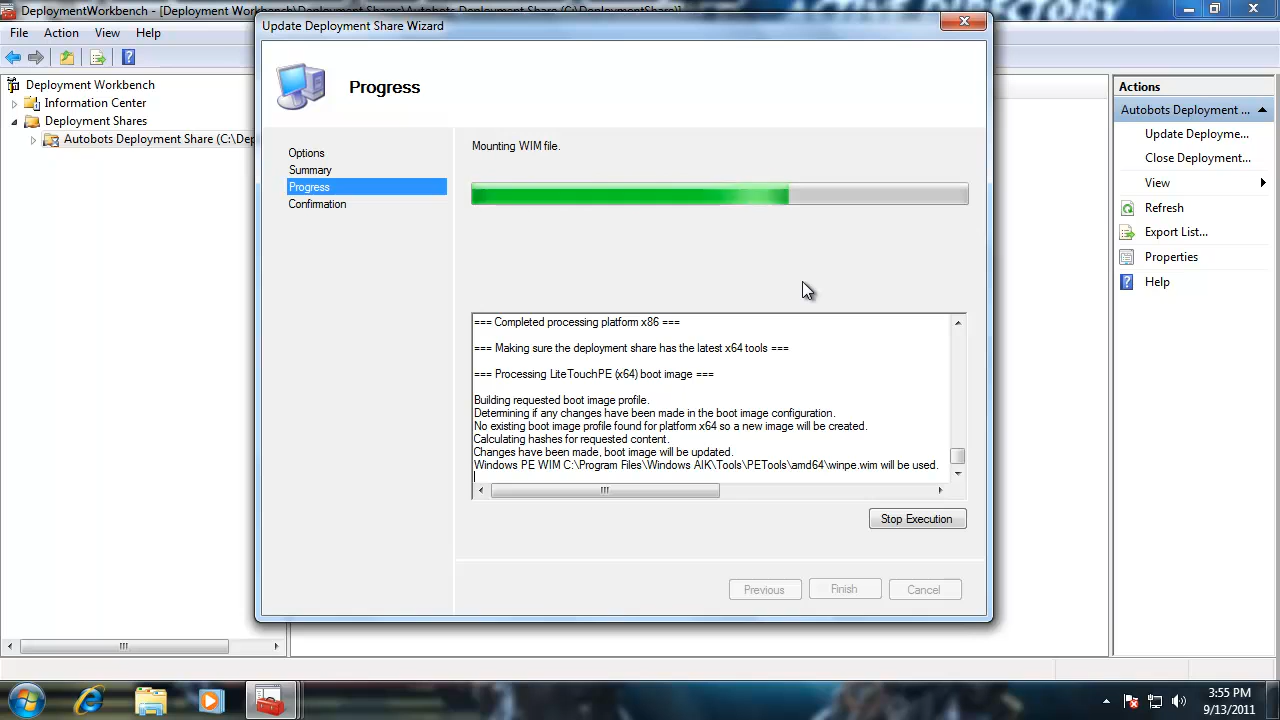 DeploymentWorkbench - [Deployment Workbench\Deployment Shares\Autobots Deployment Share (C:\DeploymentShare)]
ACTIVE DIRECTORY
Update Deployment Share Wizard
File Action View Help
Progress
Deployment Workbench
Information Center
Deployment Shares
Autobots Deployment Share (C:\Dep
Options
Summary
Progress
Confirmation
Mounting WIM file.
=== Completed processing platform x86 ===
=== Making sure the deployment share has the latest x64 tools ===
=== Processing LiteTouchPE (x64) boot image ===
Building requested boot image profile.
Determining if any changes have been made in the boot image configuration.
No existing boot image profile found for platform x64 so a new image will be created.
Calculating hashes for requested content.
Changes have been made, boot image will be updated.
Windows PE WIM C:\Program Files\Windows AIK\Tools\PETools\amd64\winpe.wim will be used.
Stop Execution
Previous
Finish
Cancel
Actions
Autobots Deployment ...
Update Deployme...
Close Deployment...
View
Refresh
Export List...
Properties
Help
3:55 PM
9/13/2011